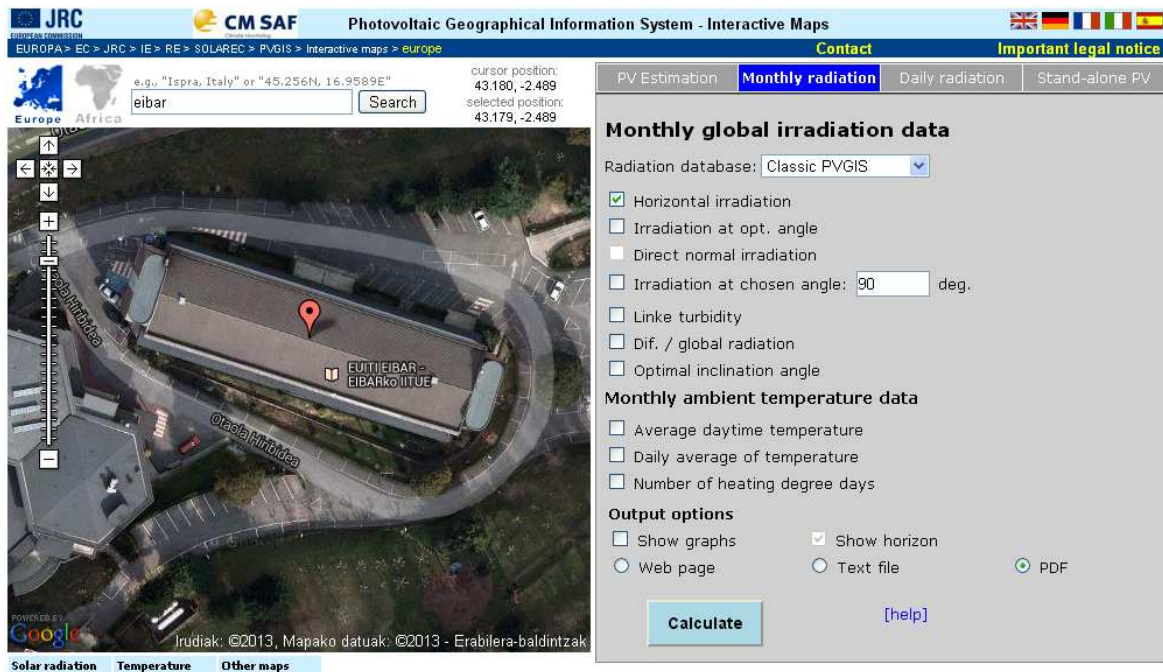 JRC
EUROPEAN COMMISSION
CM SAF
Climate Monitoring
Photovoltaic Geographical Information System - Interactive Maps
EUROPA > EC > JRC > IE > RE > SOLAREC > PVGIS > Interactive maps > europe
Contact
Important legal notice
Europe
Africa
e.g., "Ispra, Italy" or "45.256N, 16.9589E"
eibar
Search
cursor position:
43.180, -2.489
selected position:
43.179, -2.489
PV Estimation
Monthly radiation
Daily radiation
Stand-alone PV
Monthly global irradiation data
Radiation database: Classic PVGIS
Horizontal irradiation
Irradiation at opt. angle
Direct normal irradiation
Irradiation at chosen angle: 90 deg.
Linke turbidity
Dif. / global radiation
Optimal inclination angle
Monthly ambient temperature data
Average daytime temperature
Daily average of temperature
Number of heating degree days
Output options
Show graphs
Show horizon
Web page
Text file
PDF
Calculate
[help]
EUITI EIBAR -
EIBARko IITUE
Otaola Hiribidea
POWERED BY
Google
Irudiak: ©2013, Mapako datuak: ©2013 - Erabilera-baldintzak
Solar radiation
Temperature
Other maps